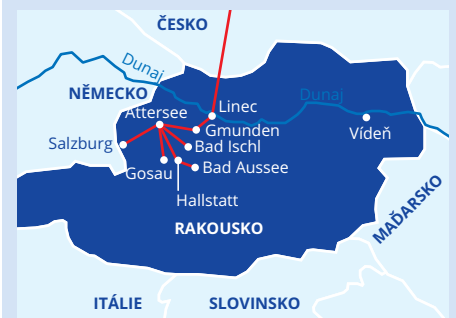 ČESKO
Dunaj
NĚMECKO
Attersee
Linec
Dunaj
Gmunden
Vídeň
Salzburg
Bad Ischl
Gosau
Bad Aussee
Hallstatt
RAKOUSKO
MAĎARSKO
ITÁLIE
SLOVINSKO